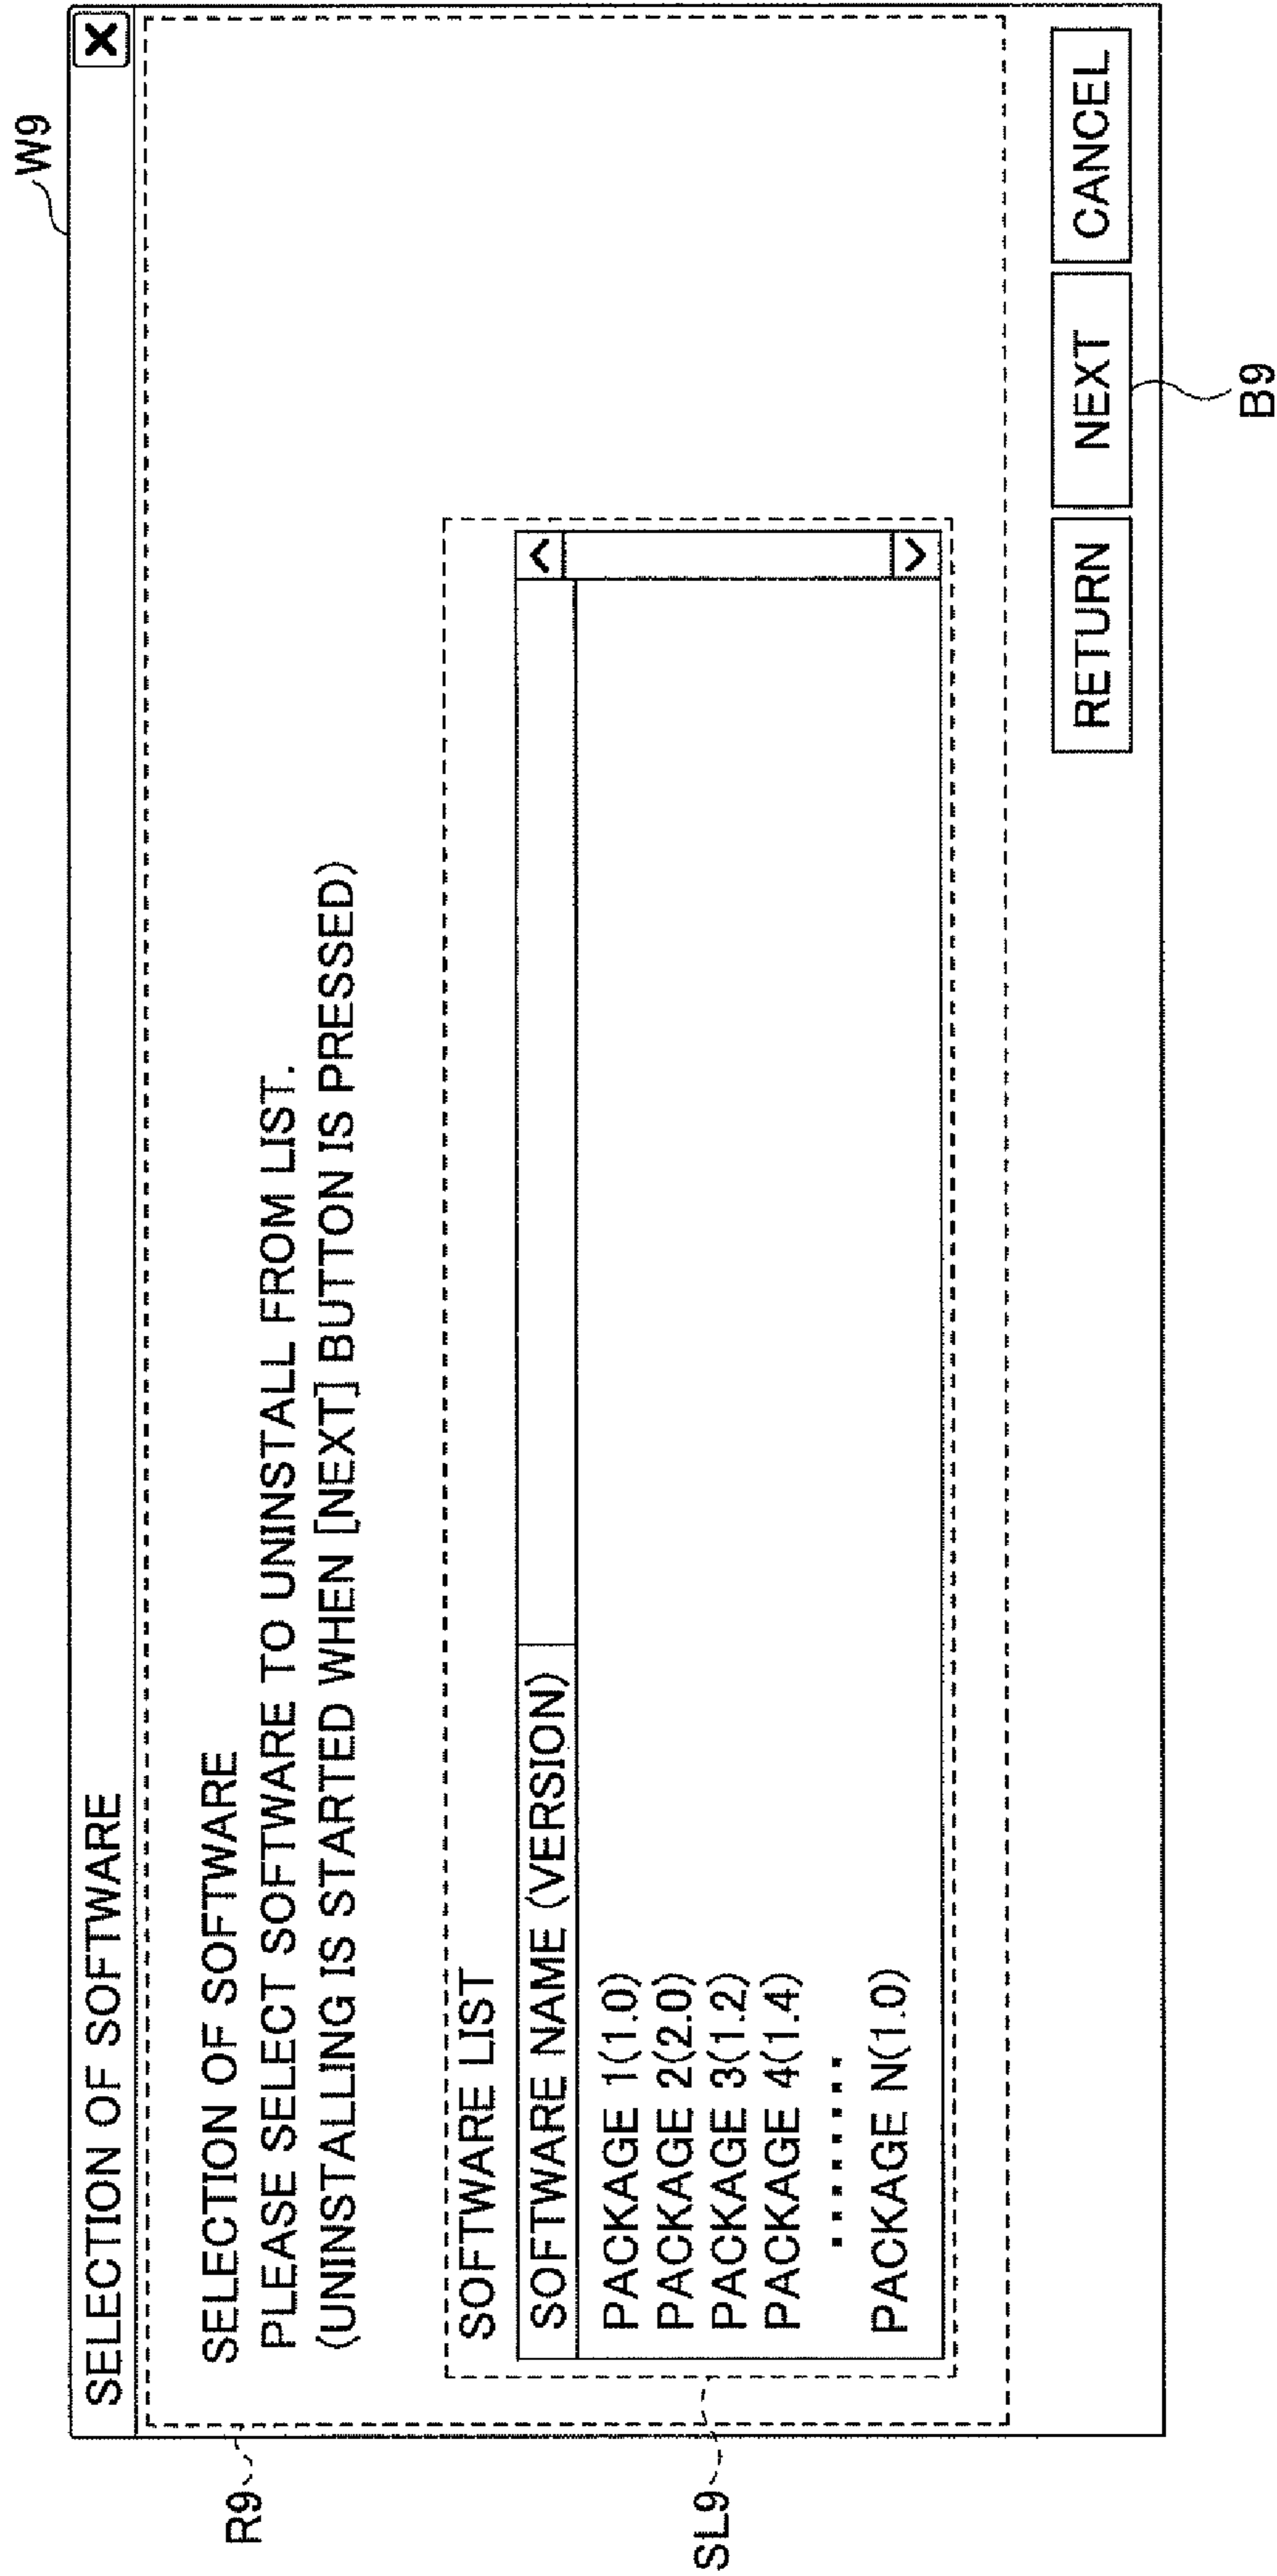 W9
SELECTION OF SOFTWARE X
R9
SELECTION OF SOFTWARE
PLEASE SELECT SOFTWARE TO UNINSTALL FROM LIST.
(UNINSTALLING IS STARTED WHEN [NEXT] BUTTON IS PRESSED)
SOFTWARE LIST
SOFTWARE NAME (VERSION)
PACKAGE 1(1.0)
PACKAGE 2(2.0)
PACKAGE 3(1.2)
PACKAGE 4(1.4)
.......
PACKAGE N(1.0)
SL9
RETURN NEXT CANCEL
B9